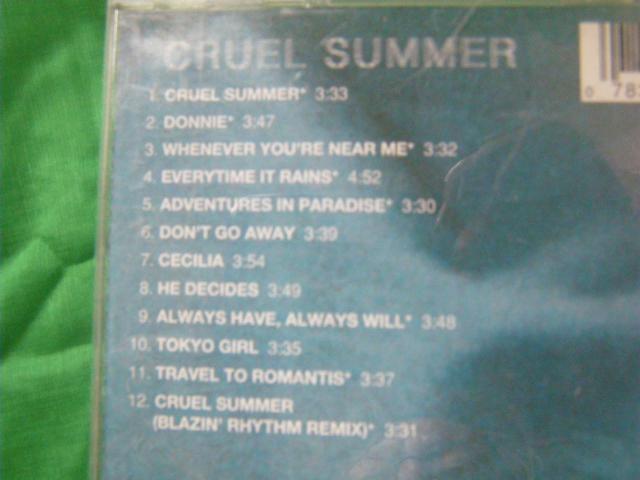 CRUEL SUMMER
1. CRUEL SUMMER* 3:33
2. DONNIE* 3:47
3. WHENEVER YOU'RE NEAR ME* 3:32
4. EVERYTIME IT RAINS* 4:52
5. ADVENTURES IN PARADISE* 3:30
6. DON'T GO AWAY 3:39
7. CECILIA 3:54
8. HE DECIDES 3:49
9. ALWAYS HAVE, ALWAYS WILL* 3:48
10. TOKYO GIRL 3:35
11. TRAVEL TO ROMANTIS* 3:37
12. CRUEL SUMMER
(BLAZIN' RHYTHM REMIX)* 3:31
0 78